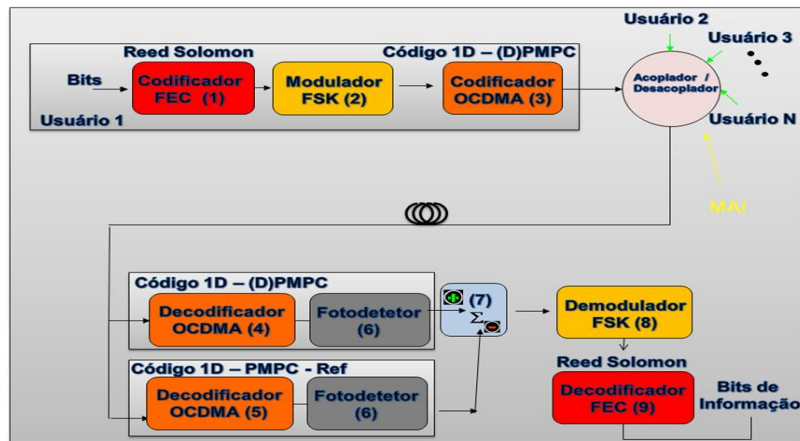 Usuário 2
Usuário 3
Reed Solomon
Código 1D – (D)PMPC
Bits
Codificador
FEC (1)
Modulador
FSK (2)
Codificador
OCDMA (3)
Acoplador /
Desacoplador
Usuário 1
Usuário N
MAI
Código 1D – (D)PMPC
Decodificador
OCDMA (4)
Fotodetetor
(6)
(7)
Σ
Demodulador
FSK (8)
Código 1D – PMPC - Ref
Decodificador
OCDMA (5)
Fotodetetor
(6)
Reed Solomon
Decodificador
FEC (9)
Bits de
Informação